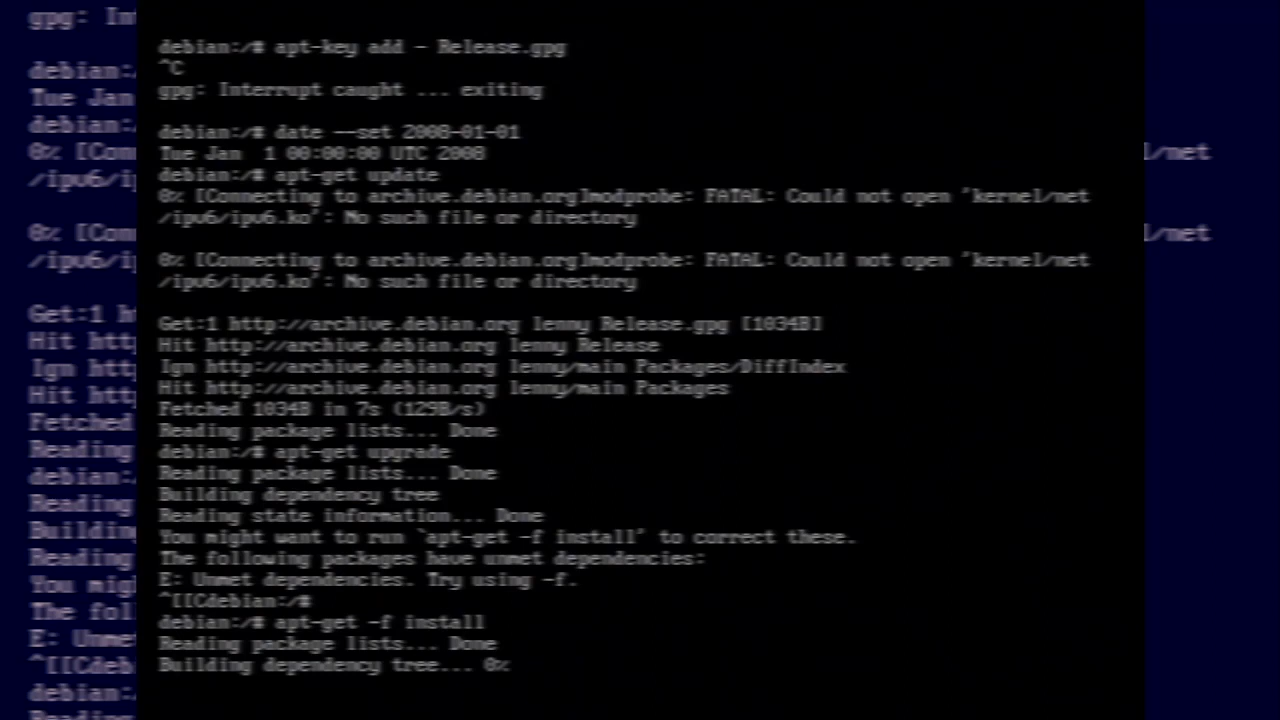 debian:/# apt-key add - Release.gpg
^C
gpg: Interrupt caught ... exiting
debian:/# date --set 2008-01-01
Tue Jan  1 00:00:00 UTC 2008
debian:/# apt-get update
0% [Connecting to archive.debian.org]modprobe: FATAL: Could not open 'kernel/net
/ipv6/ipv6.ko': No such file or directory
0% [Connecting to archive.debian.org]modprobe: FATAL: Could not open 'kernel/net
/ipv6/ipv6.ko': No such file or directory
Get:1 http://archive.debian.org lenny Release.gpg [1034B]
Hit http://archive.debian.org lenny Release
Ign http://archive.debian.org lenny/main Packages/DiffIndex
Hit http://archive.debian.org lenny/main Packages
Fetched 1034B in 7s (129B/s)
Reading package lists... Done
debian:/# apt-get upgrade
Reading package lists... Done
Building dependency tree
Reading state information... Done
You might want to run `apt-get -f install' to correct these.
The following packages have unmet dependencies:
E: Unmet dependencies. Try using -f.
^[[Cdebian:/#
debian:/# apt-get -f install
Reading package lists... Done
Building dependency tree... 0%